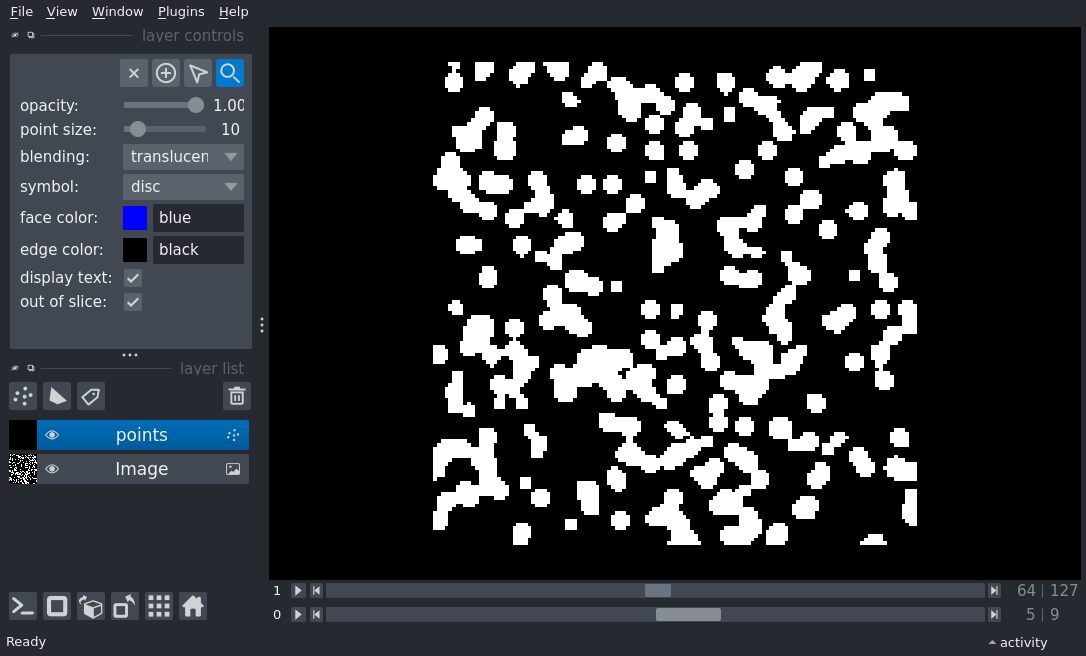 File View Window Plugins Help
layer controls
opacity: 1.00
point size: 10
blending: translucen
symbol: disc
face color: blue
edge color: black
display text:
out of slice:
layer list
points
Image
1 64 127
0 5 9
Ready activity